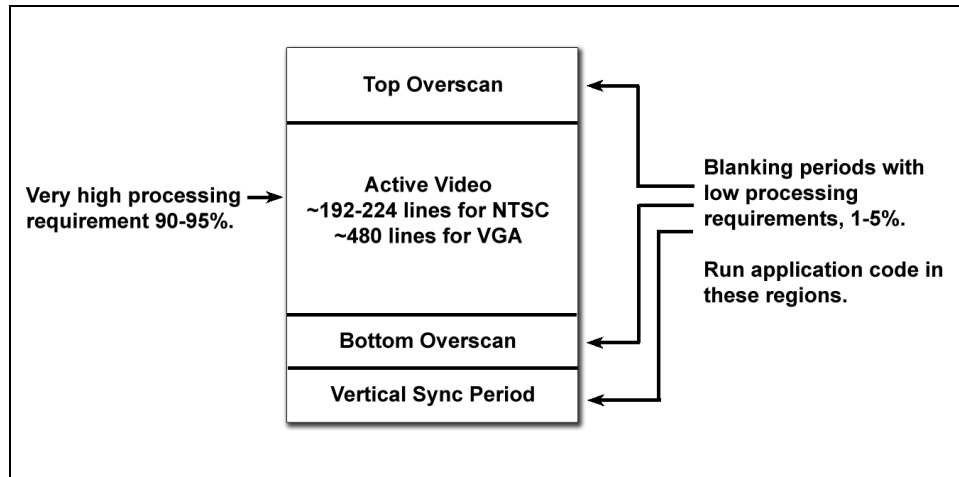 Top Overscan
Very high processing
requirement 90-95%.
Active Video
~192-224 lines for NTSC
~480 lines for VGA
Blanking periods with
low processing
requirements, 1-5%.
Run application code in
these regions.
Bottom Overscan
Vertical Sync Period